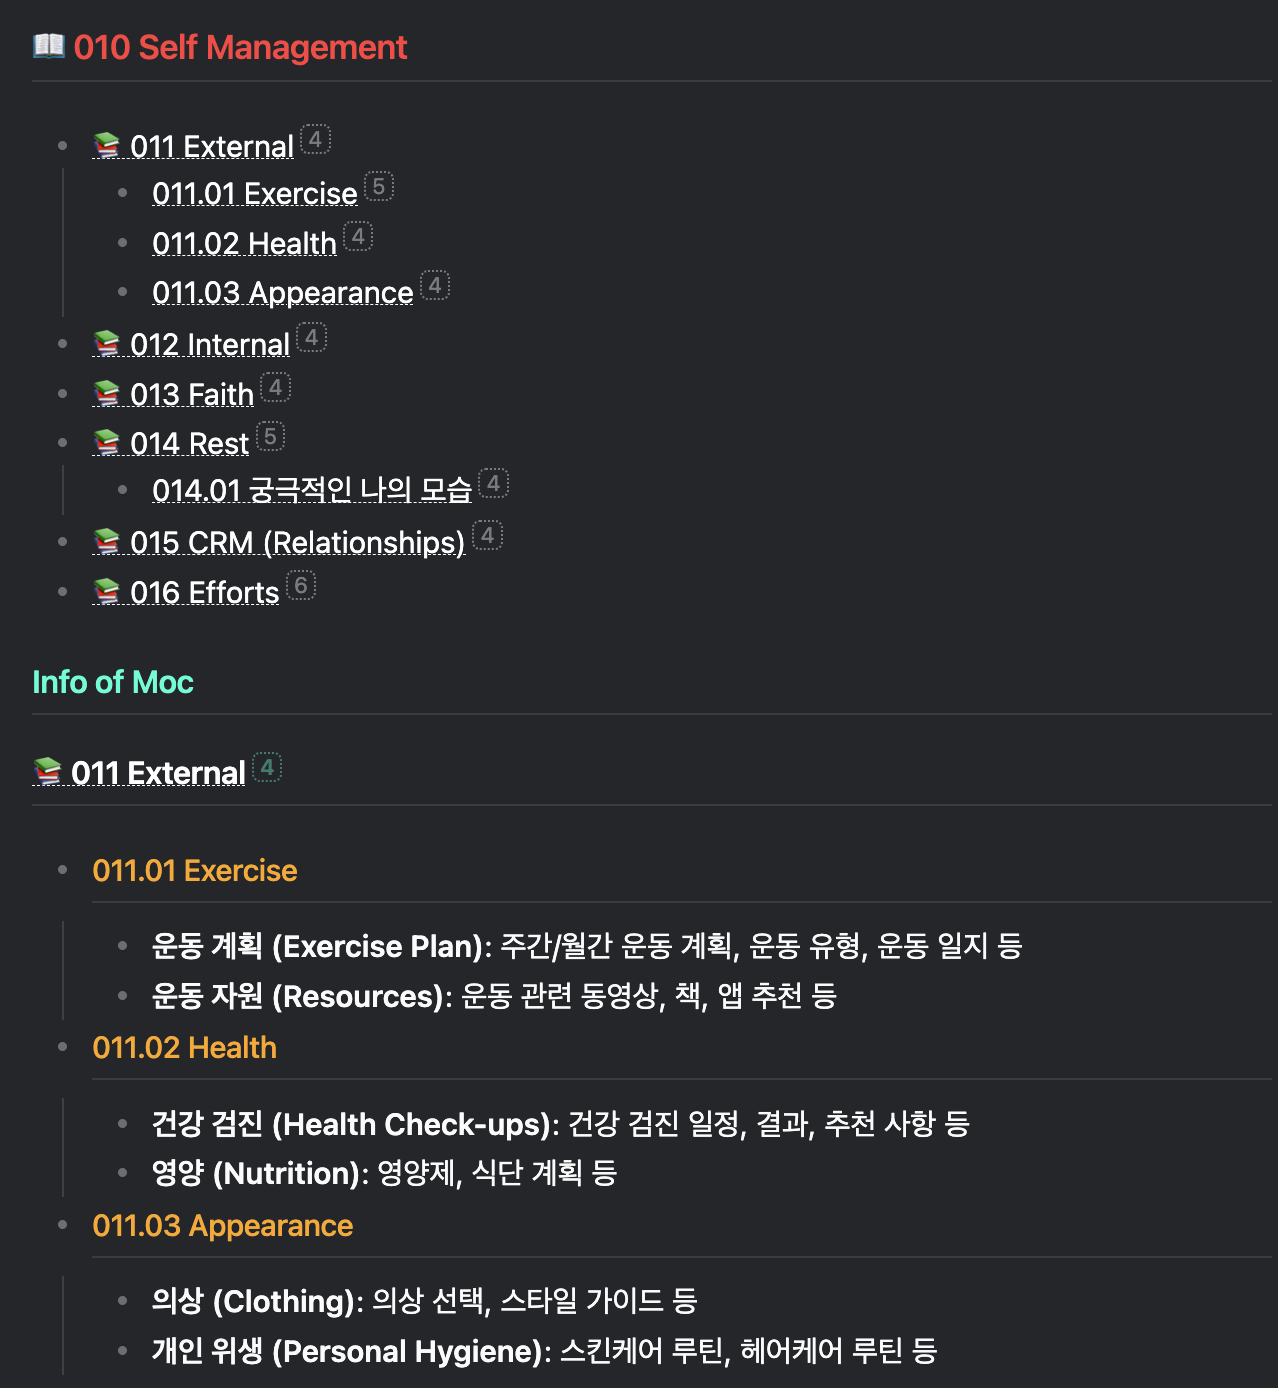 010 Self Management
011 External 4
011.01 Exercise 5
011.02 Health 4
011.03 Appearance 4
012 Internal 4
013 Faith 4
014 Rest 5
014.01 궁극적인 나의 모습 4
015 CRM (Relationships) 4
016 Efforts 6
Info of Moc
011 External 4
011.01 Exercise
운동 계획 (Exercise Plan): 주간/월간 운동 계획, 운동 유형, 운동 일지 등
운동 자원 (Resources): 운동 관련 동영상, 책, 앱 추천 등
011.02 Health
건강 검진 (Health Check-ups): 건강 검진 일정, 결과, 추천 사항 등
영양 (Nutrition): 영양제, 식단 계획 등
011.03 Appearance
의상 (Clothing): 의상 선택, 스타일 가이드 등
개인 위생 (Personal Hygiene): 스킨케어 루틴, 헤어케어 루틴 등